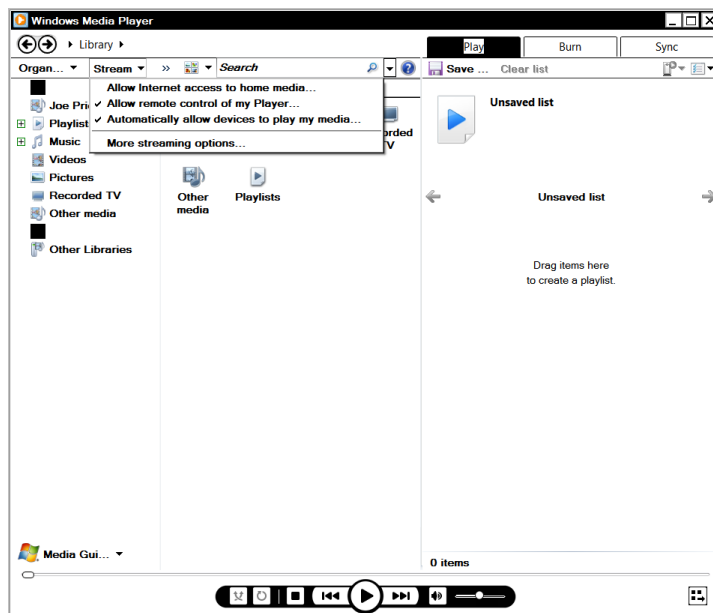 Windows Media Player
Library
Play
Burn
Sync
Organ...
Stream
»
Search
Save ...
Clear list
Allow Internet access to home media...
Allow remote control of my Player...
Automatically allow devices to play my media...
More streaming options...
Joe Pri
Playlist
Music
Videos
Pictures
Recorded TV
Other media
Other Libraries
orded
TV
Other
media
Playlists
Unsaved list
Unsaved list
Drag items here
to create a playlist.
Media Gui...
0 items